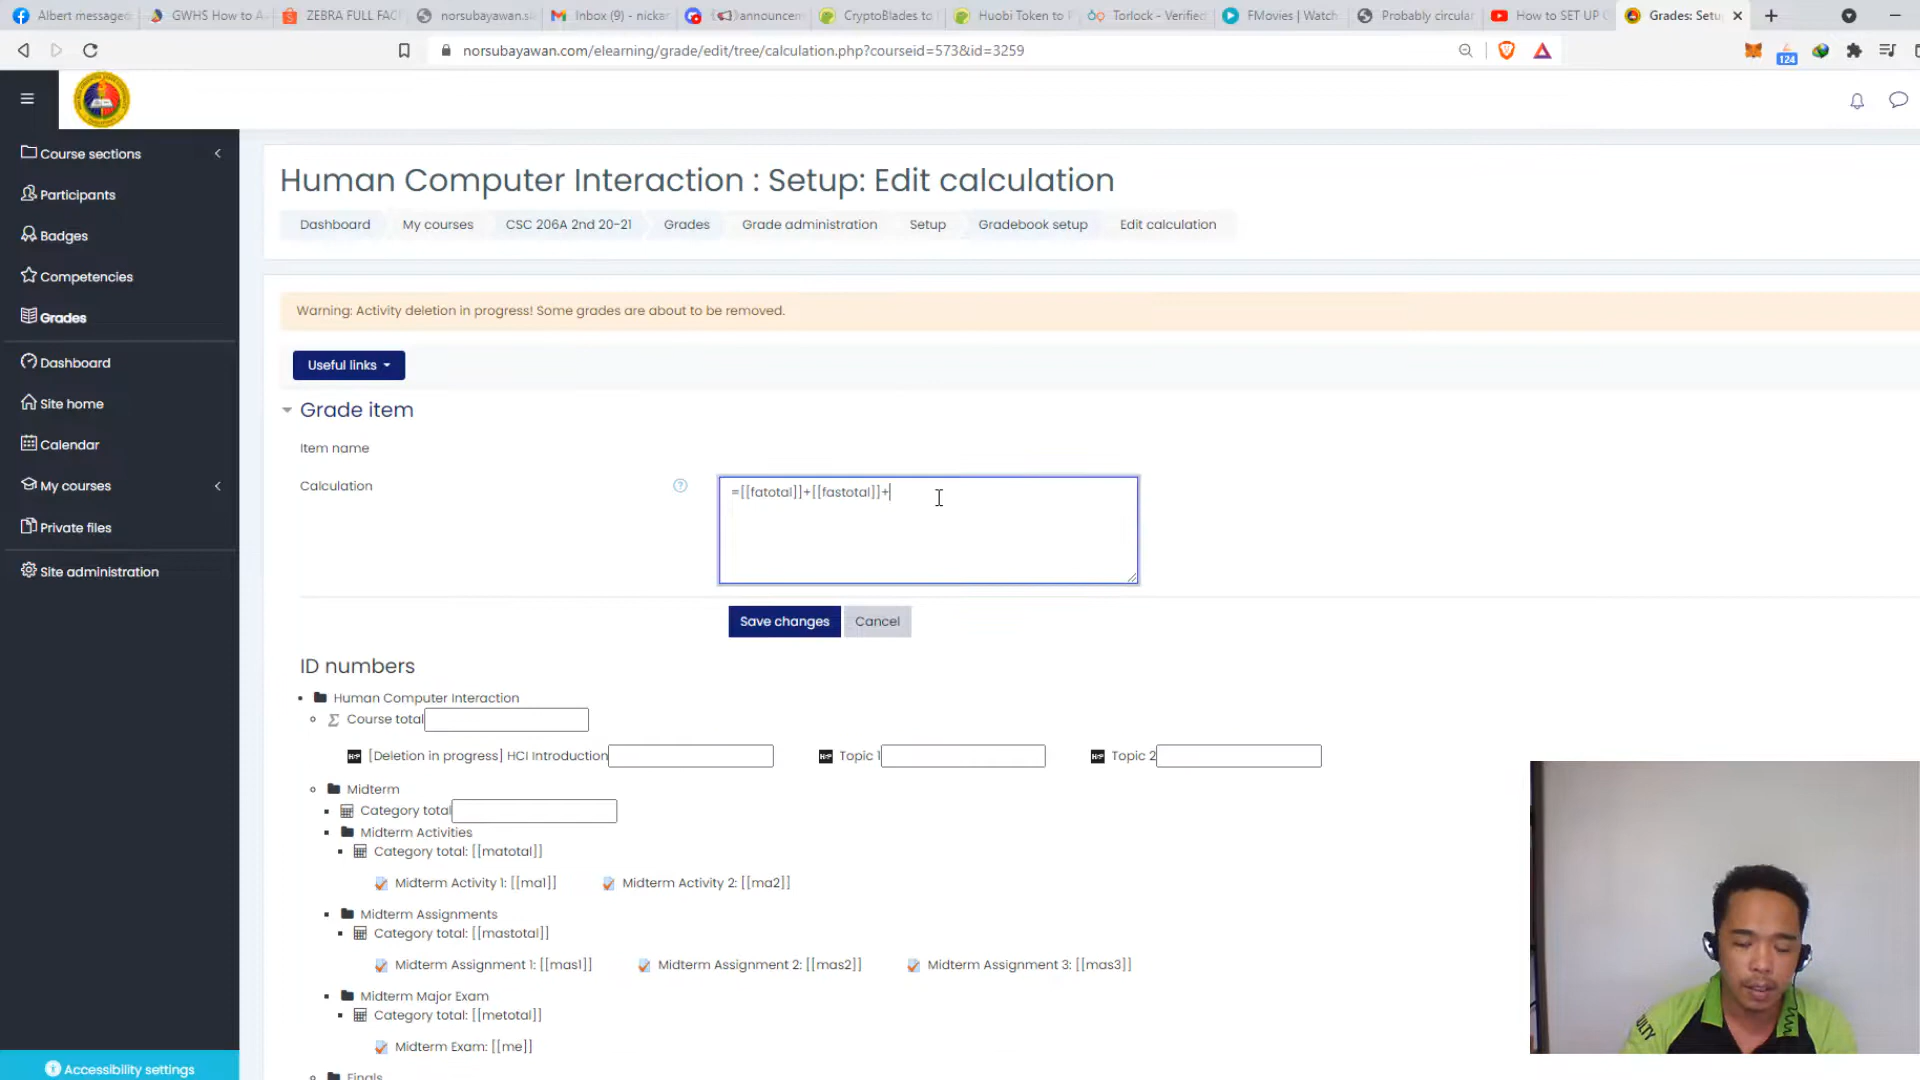 Albert messaged
GWHS How to A
ZEBRA FULL FAC
norsubayawan.s
Inbox (9) - nickar
announcem
CryptoBlades to
Huobi Token to
Torlock - Verified
FMovies | Watch
Probably circular
How to SET UP
Grades: Setu
norsubayawan.com/elearning/grade/edit/tree/calculation.php?courseid=573&id=3259
124
Course sections
Participants
Badges
Competencies
Grades
Dashboard
Site home
Calendar
My courses
Private files
Site administration
Accessibility settings
Human Computer Interaction : Setup: Edit calculation
Dashboard My courses CSC 206A 2nd 20-21 Grades Grade administration Setup Gradebook setup Edit calculation
Warning: Activity deletion in progress! Some grades are about to be removed.
Useful links
Grade item
Item name
Calculation
=[[fatotal]]+[[fastotal]]+
Save changes Cancel
ID numbers
Human Computer Interaction
Course total
[Deletion in progress] HCI Introduction Topic 1 Topic 2
Midterm
Category total
Midterm Activities
Category total: [[matotal]]
Midterm Activity 1: [[ma1]] Midterm Activity 2: [[ma2]]
Midterm Assignments
Category total: [[mastotal]]
Midterm Assignment 1: [[mas1]] Midterm Assignment 2: [[mas2]] Midterm Assignment 3: [[mas3]]
Midterm Major Exam
Category total: [[metotal]]
Midterm Exam: [[me]]
Finals